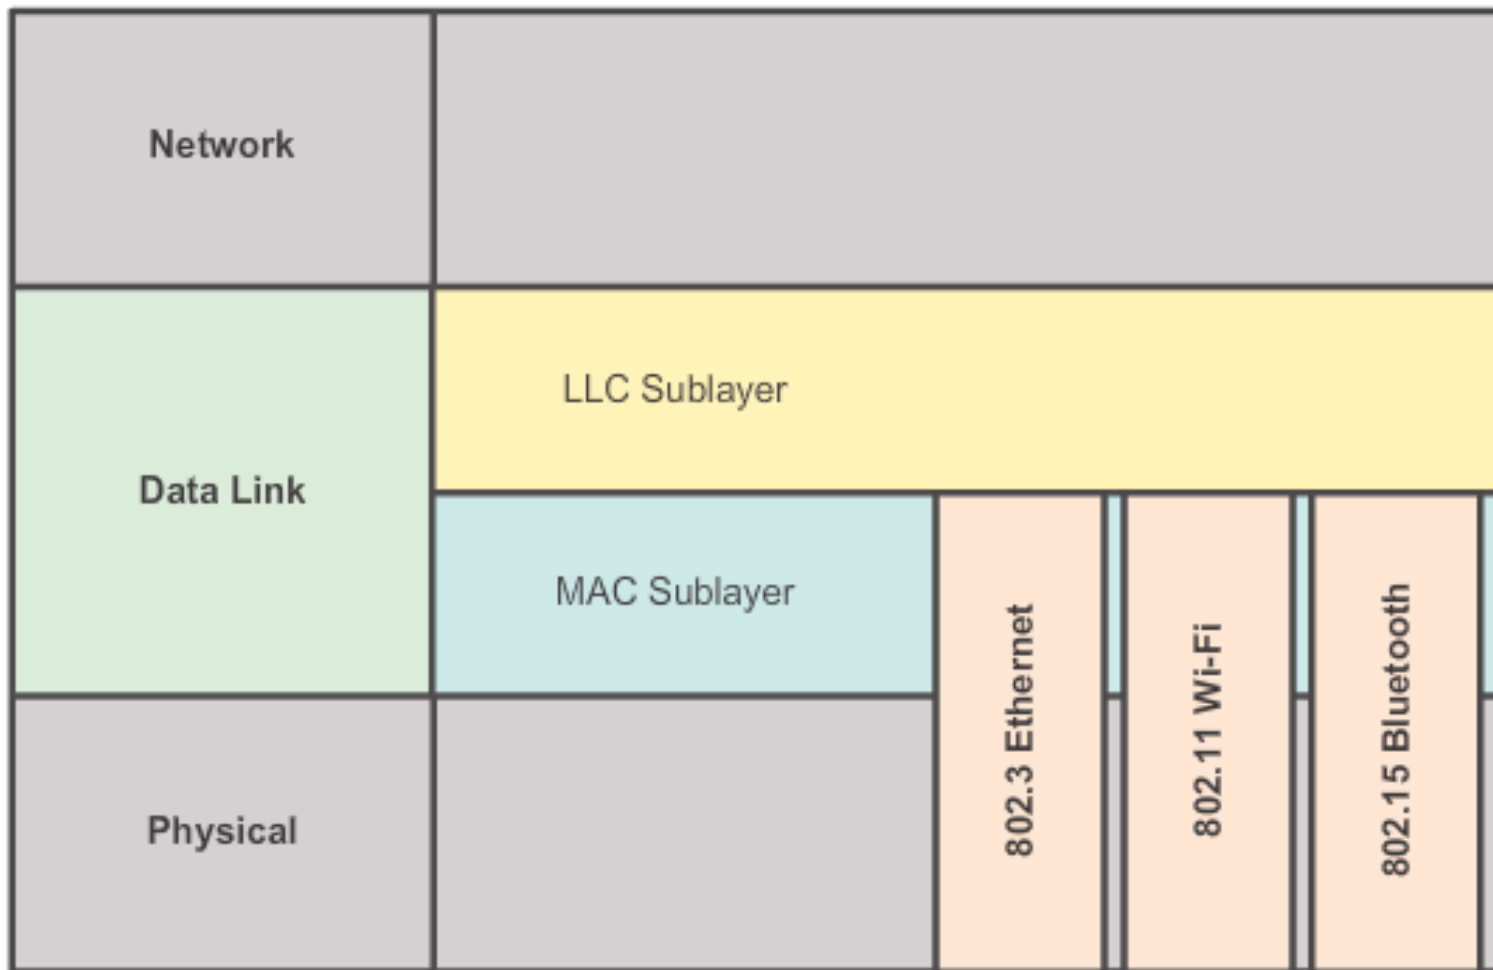 Network
LLC Sublayer
Data Link
MAC Sublayer
802.3 Ethernet
802.11 Wi-Fi
802.15 Bluetooth
Physical